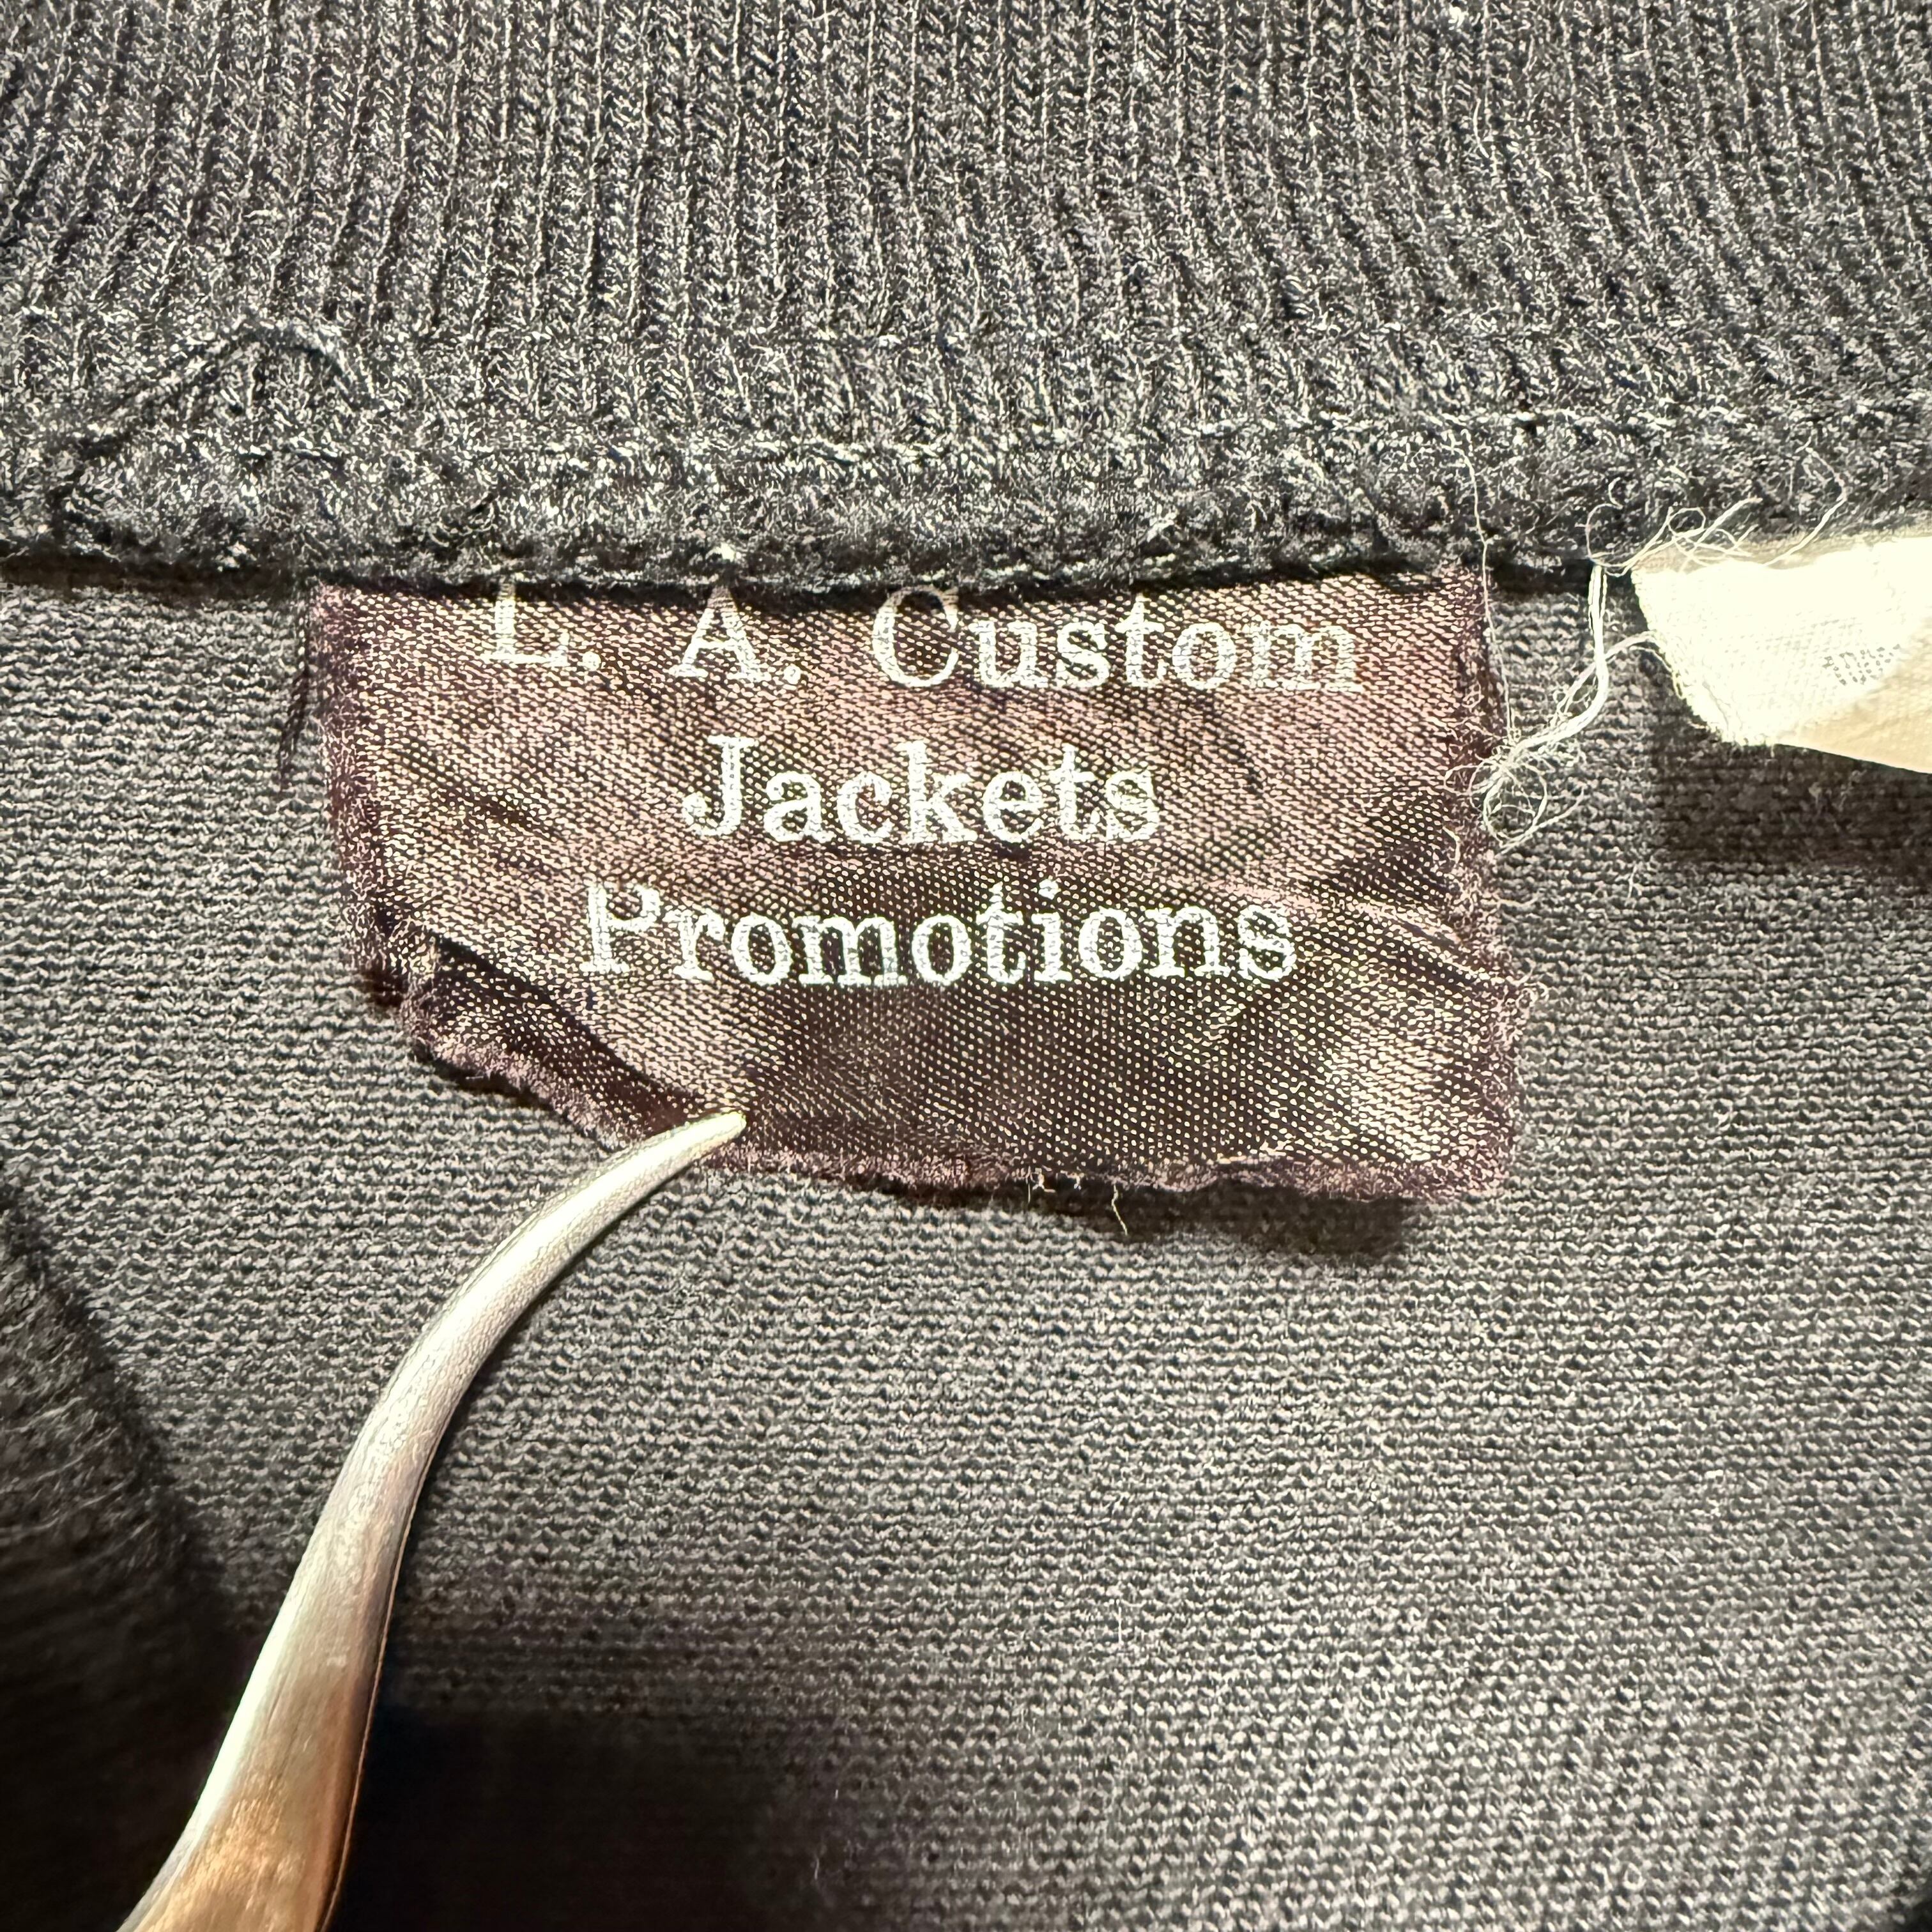 L. A. Custom
Jackets
Promotions